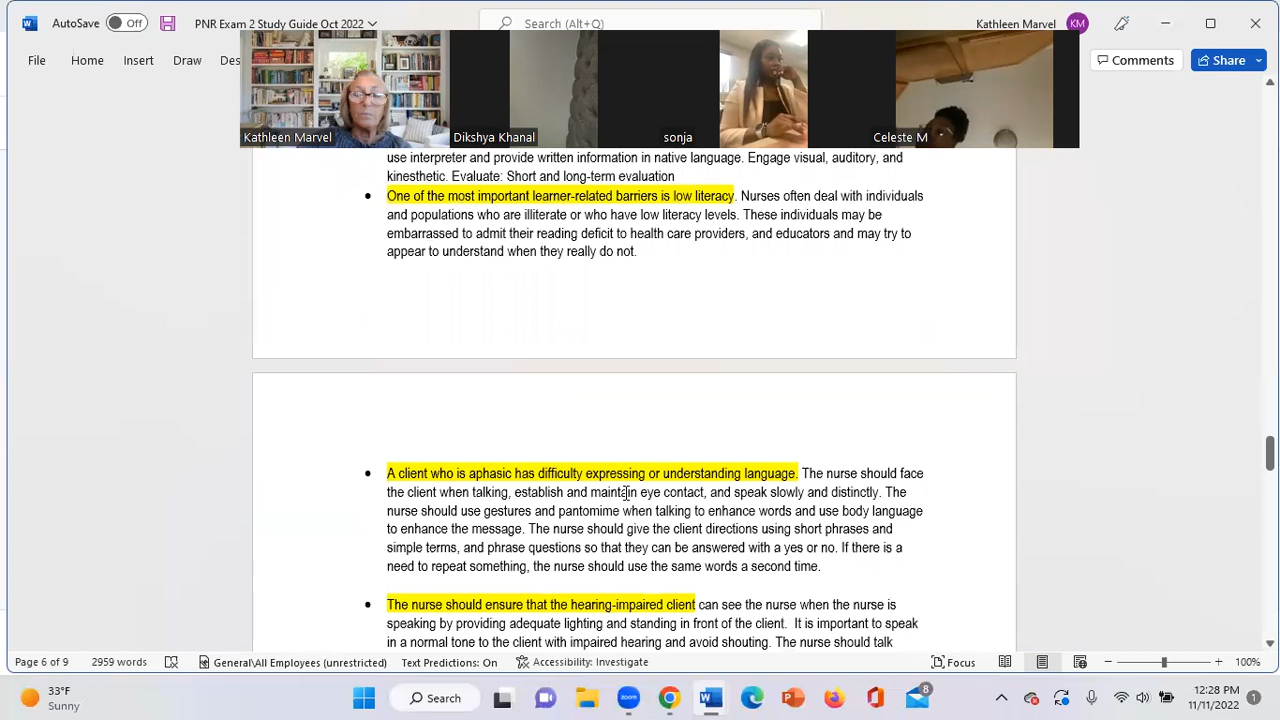 AutoSave Off PNR Exam 2 Study Guide Oct 2022 Search (Alt+Q) Kathleen Marvel KM
File Home Insert Draw Des Comments Share
Kathleen Marvel Dikshya Khanal sonja Celeste M
use interpreter and provide written information in native language. Engage visual, auditory, and
kinesthetic. Evaluate: Short and long-term evaluation
• One of the most important learner-related barriers is low literacy. Nurses often deal with individuals
and populations who are illiterate or who have low literacy levels. These individuals may be
embarrassed to admit their reading deficit to health care providers, and educators and may try to
appear to understand when they really do not.
• A client who is aphasic has difficulty expressing or understanding language. The nurse should face
the client when talking, establish and maintain eye contact, and speak slowly and distinctly. The
nurse should use gestures and pantomime when talking to enhance words and use body language
to enhance the message. The nurse should give the client directions using short phrases and
simple terms, and phrase questions so that they can be answered with a yes or no. If there is a
need to repeat something, the nurse should use the same words a second time.
• The nurse should ensure that the hearing-impaired client can see the nurse when the nurse is
speaking by providing adequate lighting and standing in front of the client. It is important to speak
in a normal tone to the client with impaired hearing and avoid shouting. The nurse should talk
Page 6 of 9 2959 words General\All Employees (unrestricted) Text Predictions: On Accessibility: Investigate Focus 100%
33°F
Sunny
Search
8
12:28 PM
11/11/2022
1